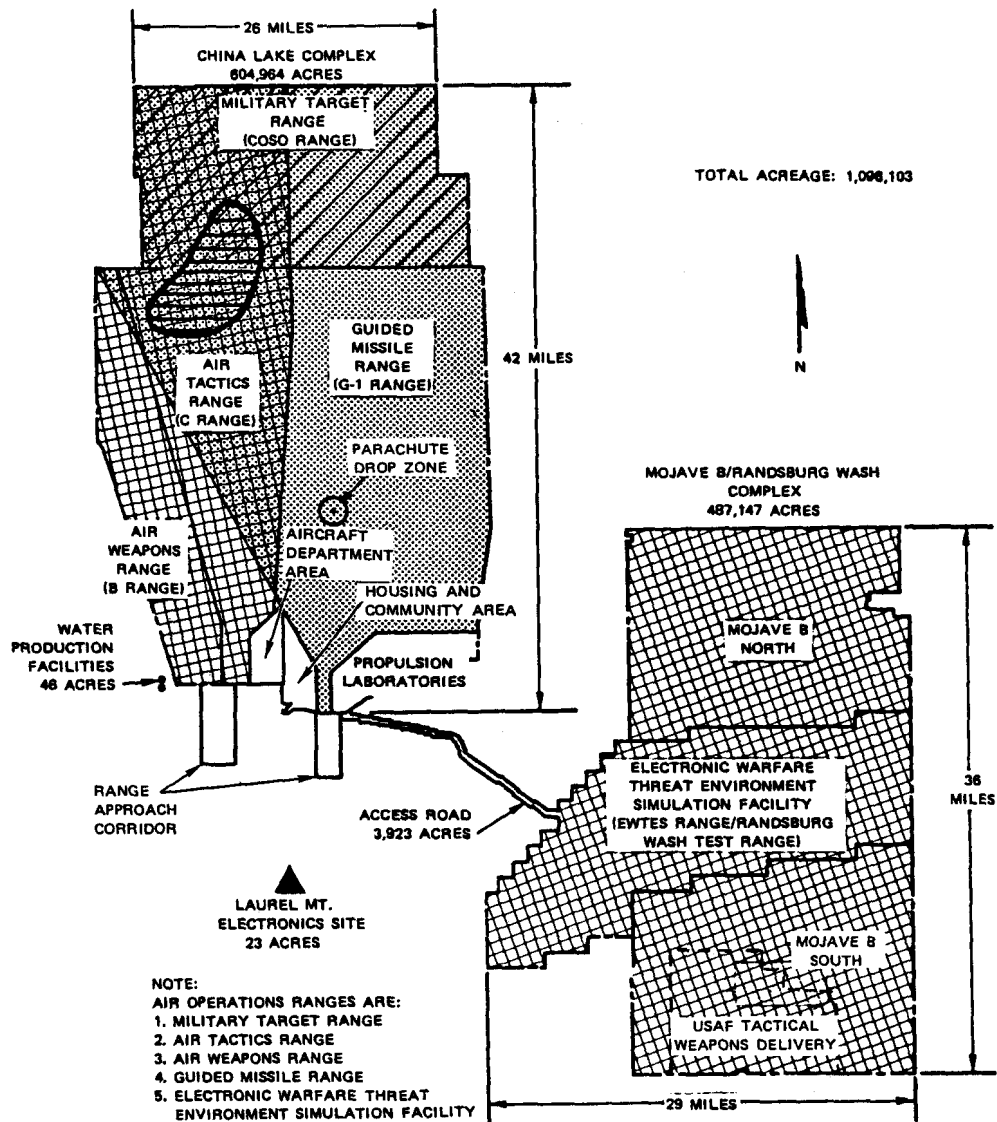 26 MILES
CHINA LAKE COMPLEX
604,964 ACRES
MILITARY TARGET
RANGE
(COSO RANGE)
TOTAL ACREAGE: 1,096,103
N
42 MILES
GUIDED
MISSILE
RANGE
(G-1 RANGE)
AIR
TACTICS
RANGE
(C RANGE)
PARACHUTE
DROP ZONE
MOJAVE B/RANDSBURG WASH
COMPLEX
487,147 ACRES
AIR
WEAPONS
RANGE
(B RANGE)
AIRCRAFT
DEPARTMENT
AREA
HOUSING AND
COMMUNITY AREA
WATER
PRODUCTION
FACILITIES
46 ACRES
PROPULSION
LABORATORIES
MOJAVE B
NORTH
RANGE
APPROACH
CORRIDOR
ACCESS ROAD
3,923 ACRES
ELECTRONIC WARFARE
THREAT ENVIRONMENT
SIMULATION FACILITY
(EWTES RANGE/RANDSBURG
WASH TEST RANGE)
36
MILES
LAUREL MT.
ELECTRONICS SITE
23 ACRES
MOJAVE B
SOUTH
USAF TACTICAL
WEAPONS DELIVERY
NOTE:
AIR OPERATIONS RANGES ARE:
1. MILITARY TARGET RANGE
2. AIR TACTICS RANGE
3. AIR WEAPONS RANGE
4. GUIDED MISSILE RANGE
5. ELECTRONIC WARFARE THREAT
ENVIRONMENT SIMULATION FACILITY
29 MILES